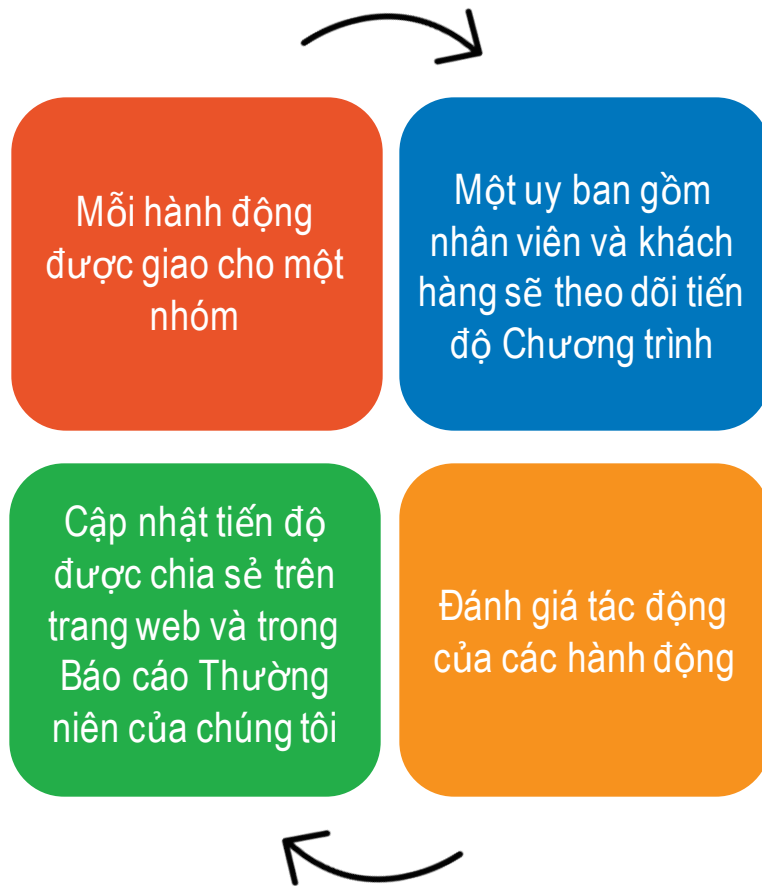 Mỗi hành động
được giao cho một
nhóm
Một uy ban gồm
nhân viên và khách
hàng sẽ theo dõi tiến
độ Chương trình
Cập nhật tiến độ
được chia sẻ trên
trang web và trong
Báo cáo Thường
niên của chúng tôi
Đánh giá tác động
của các hành động